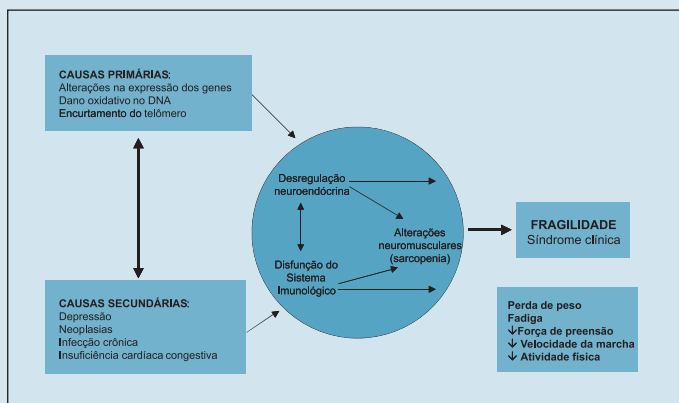 CAUSAS PRIMÁRIAS:
Alterações na expressão dos genes
Dano oxidativo no DNA
Encurtamento do telômero
Desregulação
neuroendócrina
Alterações
neuromusculares
(sarcopenia)
Disfunção do
Sistema
Imunológico
CAUSAS SECUNDÁRIAS:
Depressão
Neoplasias
Infecção crônica
Insuficiência cardíaca congestiva
FRAGILIDADE
Síndrome clínica
Perda de peso
Fadiga
↓Força de preensão
↓ Velocidade da marcha
↓ Atividade física